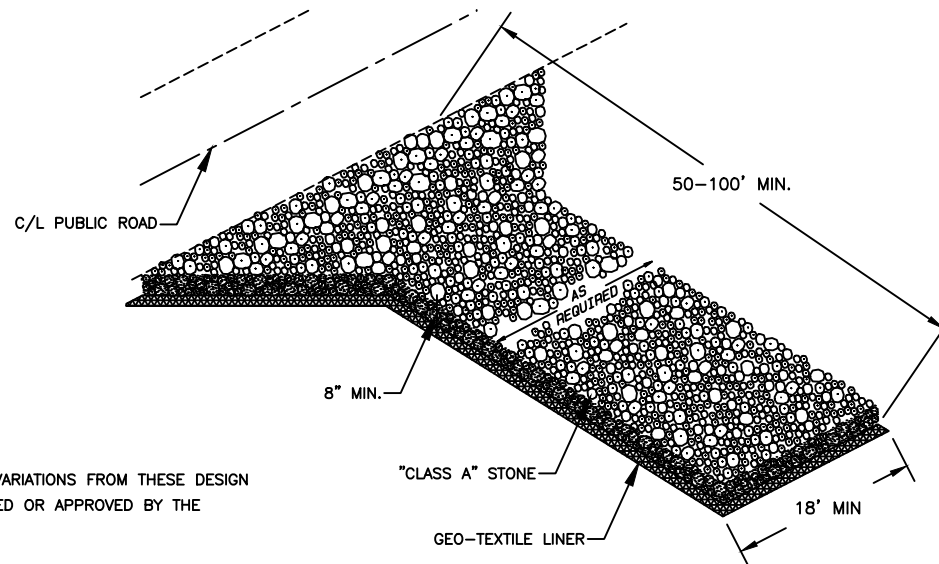 50-100' MIN.
C/L PUBLIC ROAD
AS
REQUIRED
8" MIN.
"CLASS A" STONE
VARIATIONS FROM THESE DESIGN
ED OR APPROVED BY THE
18' MIN
GEO-TEXTILE LINER